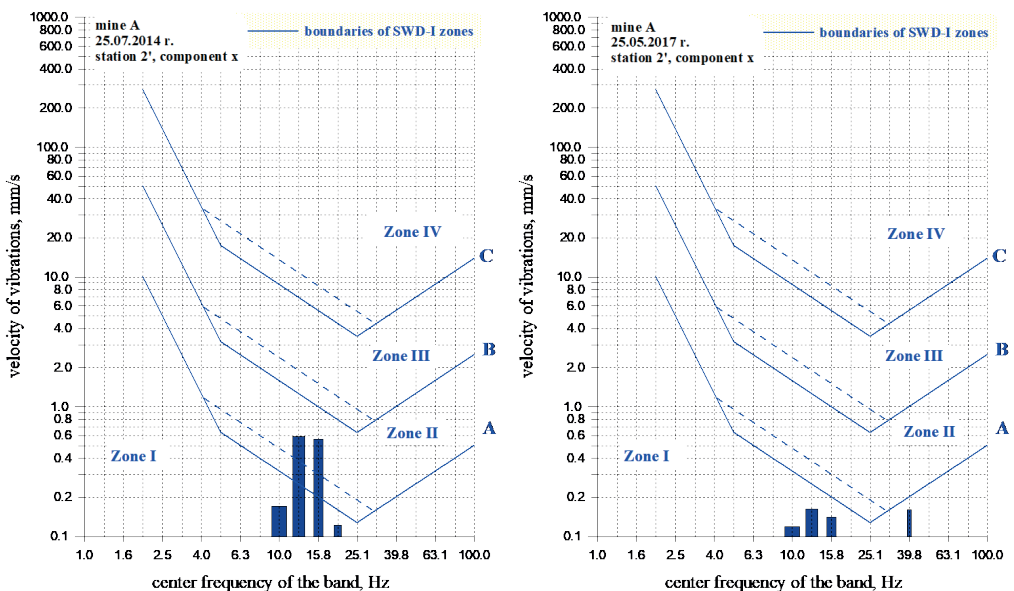 mine A
25.07.2014 r.
station 2', component x
boundaries of SWD-I zones
1000.0
800.0
600.0
400.0
200.0
100.0
80.0
60.0
40.0
20.0
10.0
8.0
6.0
4.0
2.0
1.0
0.8
0.6
0.4
0.2
0.1
velocity of vibrations, mm/s
Zone IV
C
Zone III
B
Zone II
A
Zone I
1.0 1.6 2.5 4.0 6.3 10.0 15.8 25.1 39.8 63.1 100.0
center frequency of the band, Hz
mine A
25.05.2017 r.
station 2', component x
boundaries of SWD-I zones
1000.0
800.0
600.0
400.0
200.0
100.0
80.0
60.0
40.0
20.0
10.0
8.0
6.0
4.0
2.0
1.0
0.8
0.6
0.4
0.2
0.1
velocity of vibrations, mm/s
Zone IV
C
Zone III
B
Zone II
A
Zone I
1.0 1.6 2.5 4.0 6.3 10.0 15.8 25.1 39.8 63.1 100.0
center frequency of the band, Hz